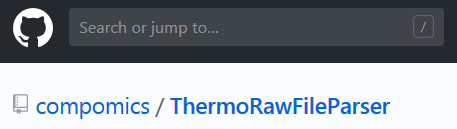 Search or jump to... /
compomics / ThermoRawFileParser